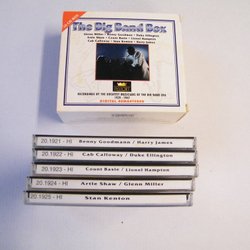 The Big Band Box
Glenn Miller / Benny Goodman / Duke Ellington
Artie Shaw / Count Basie / Lionel Hampton
Cab Calloway / Stan Kenton / Harry James
RECORDINGS BY THE GREATEST MUSICIANS OF THE BIG BAND ERA
DIGITAL REMASTERED
20.1921 - HI Benny Goodmann / Harry James
20.1922 - HI Cab Calloway / Duke Ellington
20.1923 - HI Count Basie / Lionel Hampton
20.1924 - HI Artie Shaw / Glenn Miller
20.1925 - HI Stan Kenton